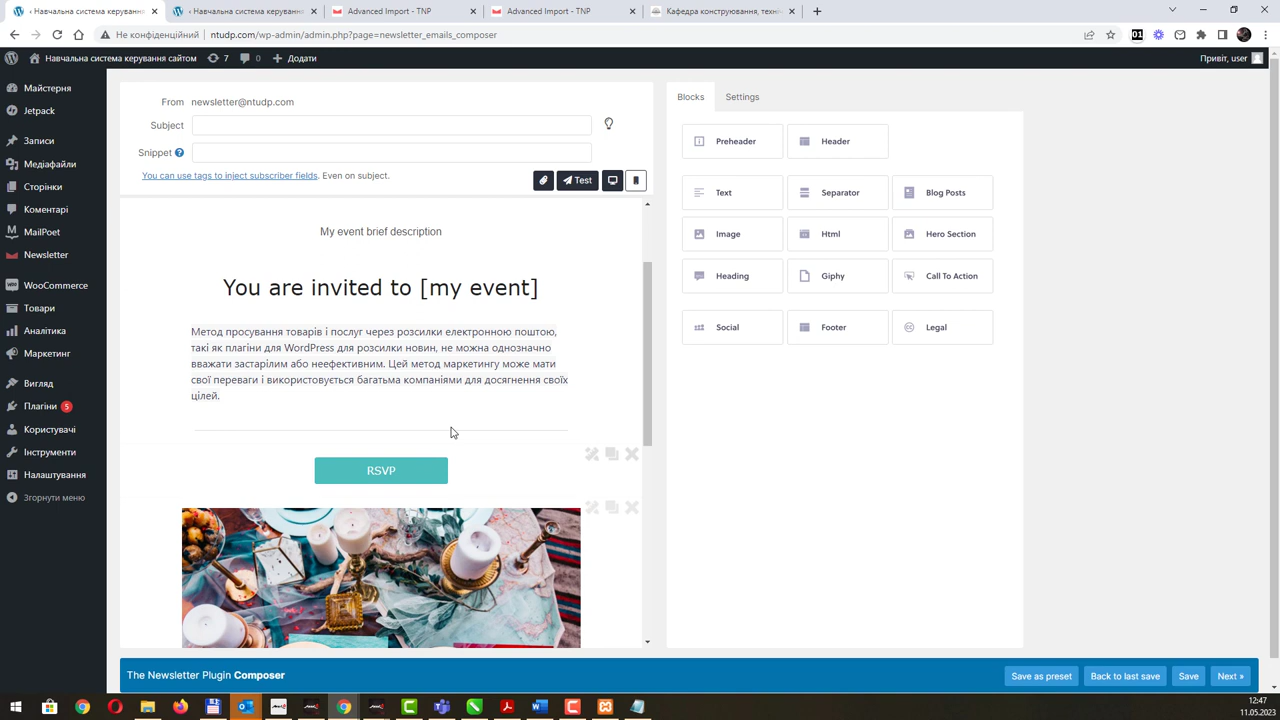 ‹ Навчальна система керування
‹ Навчальна система керування
Advanced Import - TNP
Advanced Import - TNP
Кафедра конструювання, технічн
Не конфіденційний
ntudp.com/wp-admin/admin.php?page=newsletter_emails_composer
01
Навчальна система керування сайтом
7
0
Додати
Привіт, user
Майстерня
Jetpack
Записи
Медіафайли
Сторінки
Коментарі
MailPoet
Newsletter
WooCommerce
Товари
Аналітика
Маркетинг
Вигляд
Плагіни 5
Користувачі
Інструменти
Налаштування
Згорнути меню
From newsletter@ntudp.com
Subject
Snippet
You can use tags to inject subscriber fields. Even on subject.
Test
My event brief description
You are invited to [my event]
Метод просування товарів і послуг через розсилки електронною поштою,
такі як плагіни для WordPress для розсилки новин, не можна однозначно
вважати застарілим або неефективним. Цей метод маркетингу може мати
свої переваги і використовується багатьма компаніями для досягнення своїх
цілей.
RSVP
Blocks
Settings
Preheader
Header
Text
Separator
Blog Posts
Image
Html
Hero Section
Heading
Giphy
Call To Action
Social
Footer
Legal
The Newsletter Plugin Composer
Save as preset
Back to last save
Save
Next »
12:47
11.05.2023